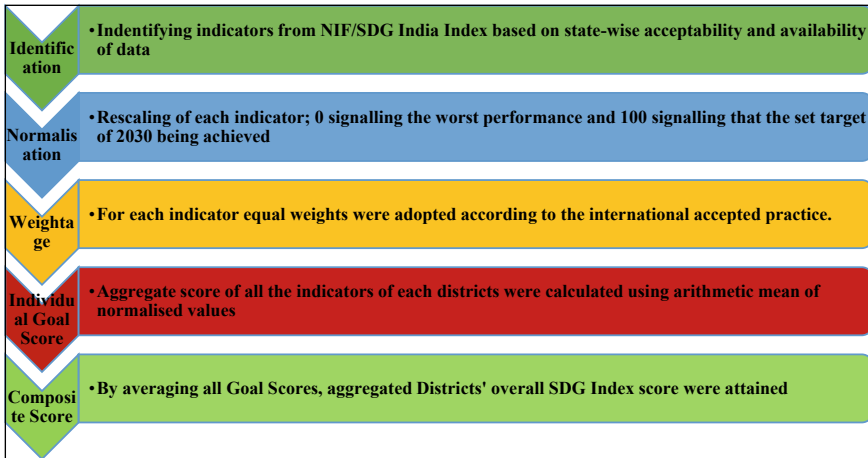 Identific
ation
•Indentifying indicators from NIF/SDG India Index based on state-wise acceptability and availability
of data
Normalis
ation
•Rescaling of each indicator; 0 signalling the worst performance and 100 signalling that the set target
of 2030 being achieved
Weighta
ge
•For each indicator equal weights were adopted according to the international accepted practice.
Individu
al Goal
Score
•Aggregate score of all the indicators of each districts were calculated using arithmetic mean of
normalised values
Composi
te Score
•By averaging all Goal Scores, aggregated Districts' overall SDG Index score were attained